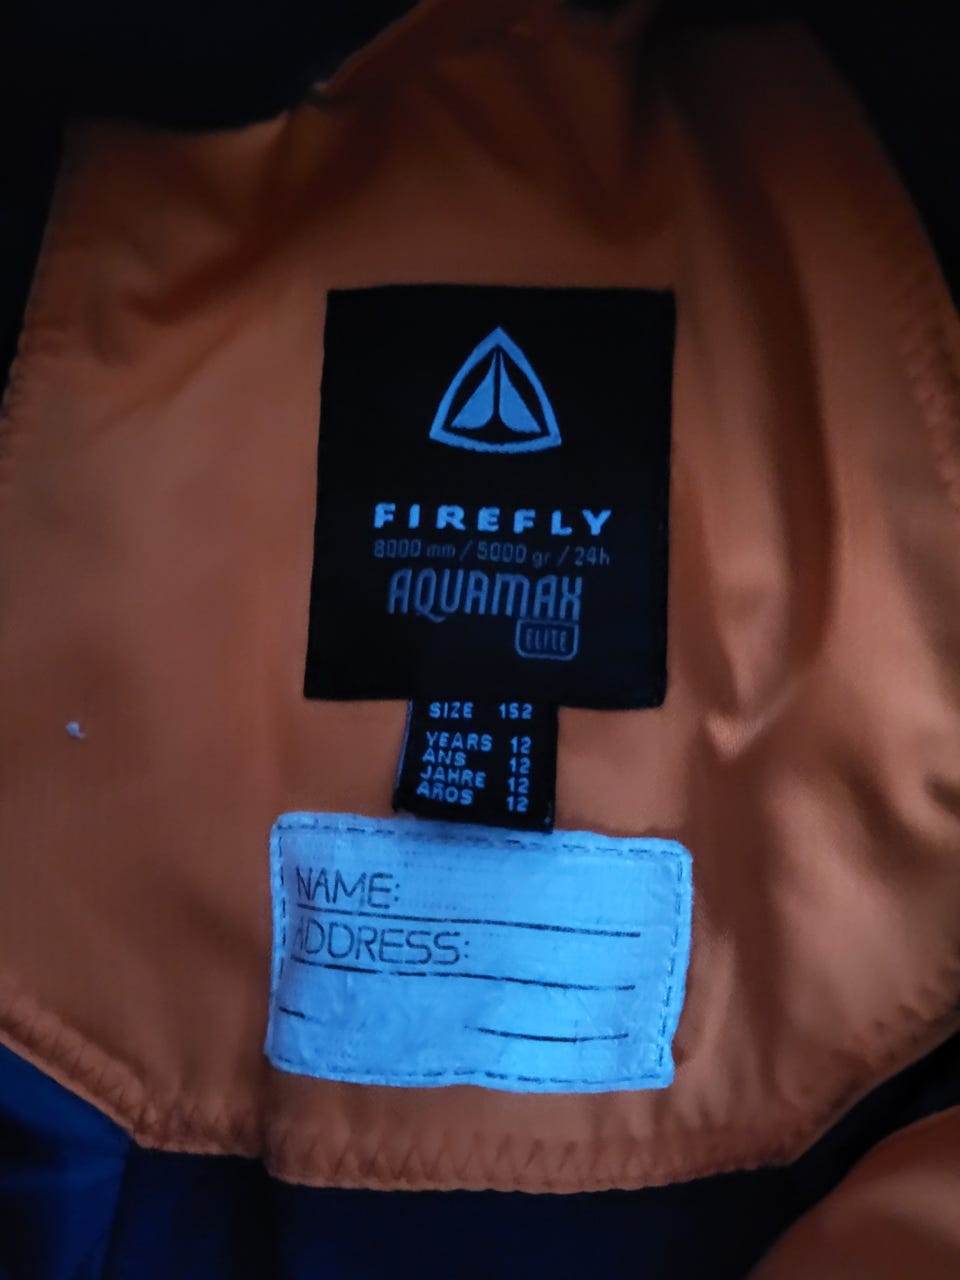 FIREFLY
8000 mm / 5000 gr / 24h
AQUAMAX
ELITE
SIZE 152
YEARS 12
ANS 12
JAHRE 12
AÑOS 12
NAME:
ADDRESS: